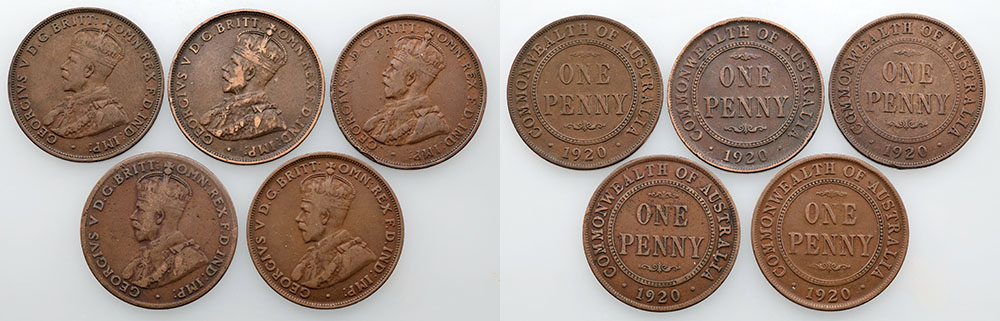 GEORGIVS V D.G. BRITT: OMN: REX F.D. IND: IMP:
GEORGIVS V D.G. BRITT: OMN: REX F.D. IND: IMP:
GEORGIVS V D.G. BRITT: OMN: REX F.D. IND: IMP:
GEORGIVS V D.G. BRITT: OMN: REX F.D. IND: IMP:
GEORGIVS V D.G. BRITT: OMN: REX F.D. IND: IMP:
COMMONWEALTH OF AUSTRALIA
ONE
PENNY
· 1920 ·
COMMONWEALTH OF AUSTRALIA
ONE
PENNY
· 1920 ·
COMMONWEALTH OF AUSTRALIA
ONE
PENNY
· 1920 ·
COMMONWEALTH OF AUSTRALIA
ONE
PENNY
· 1920 ·
COMMONWEALTH OF AUSTRALIA
ONE
PENNY
· 1920 ·